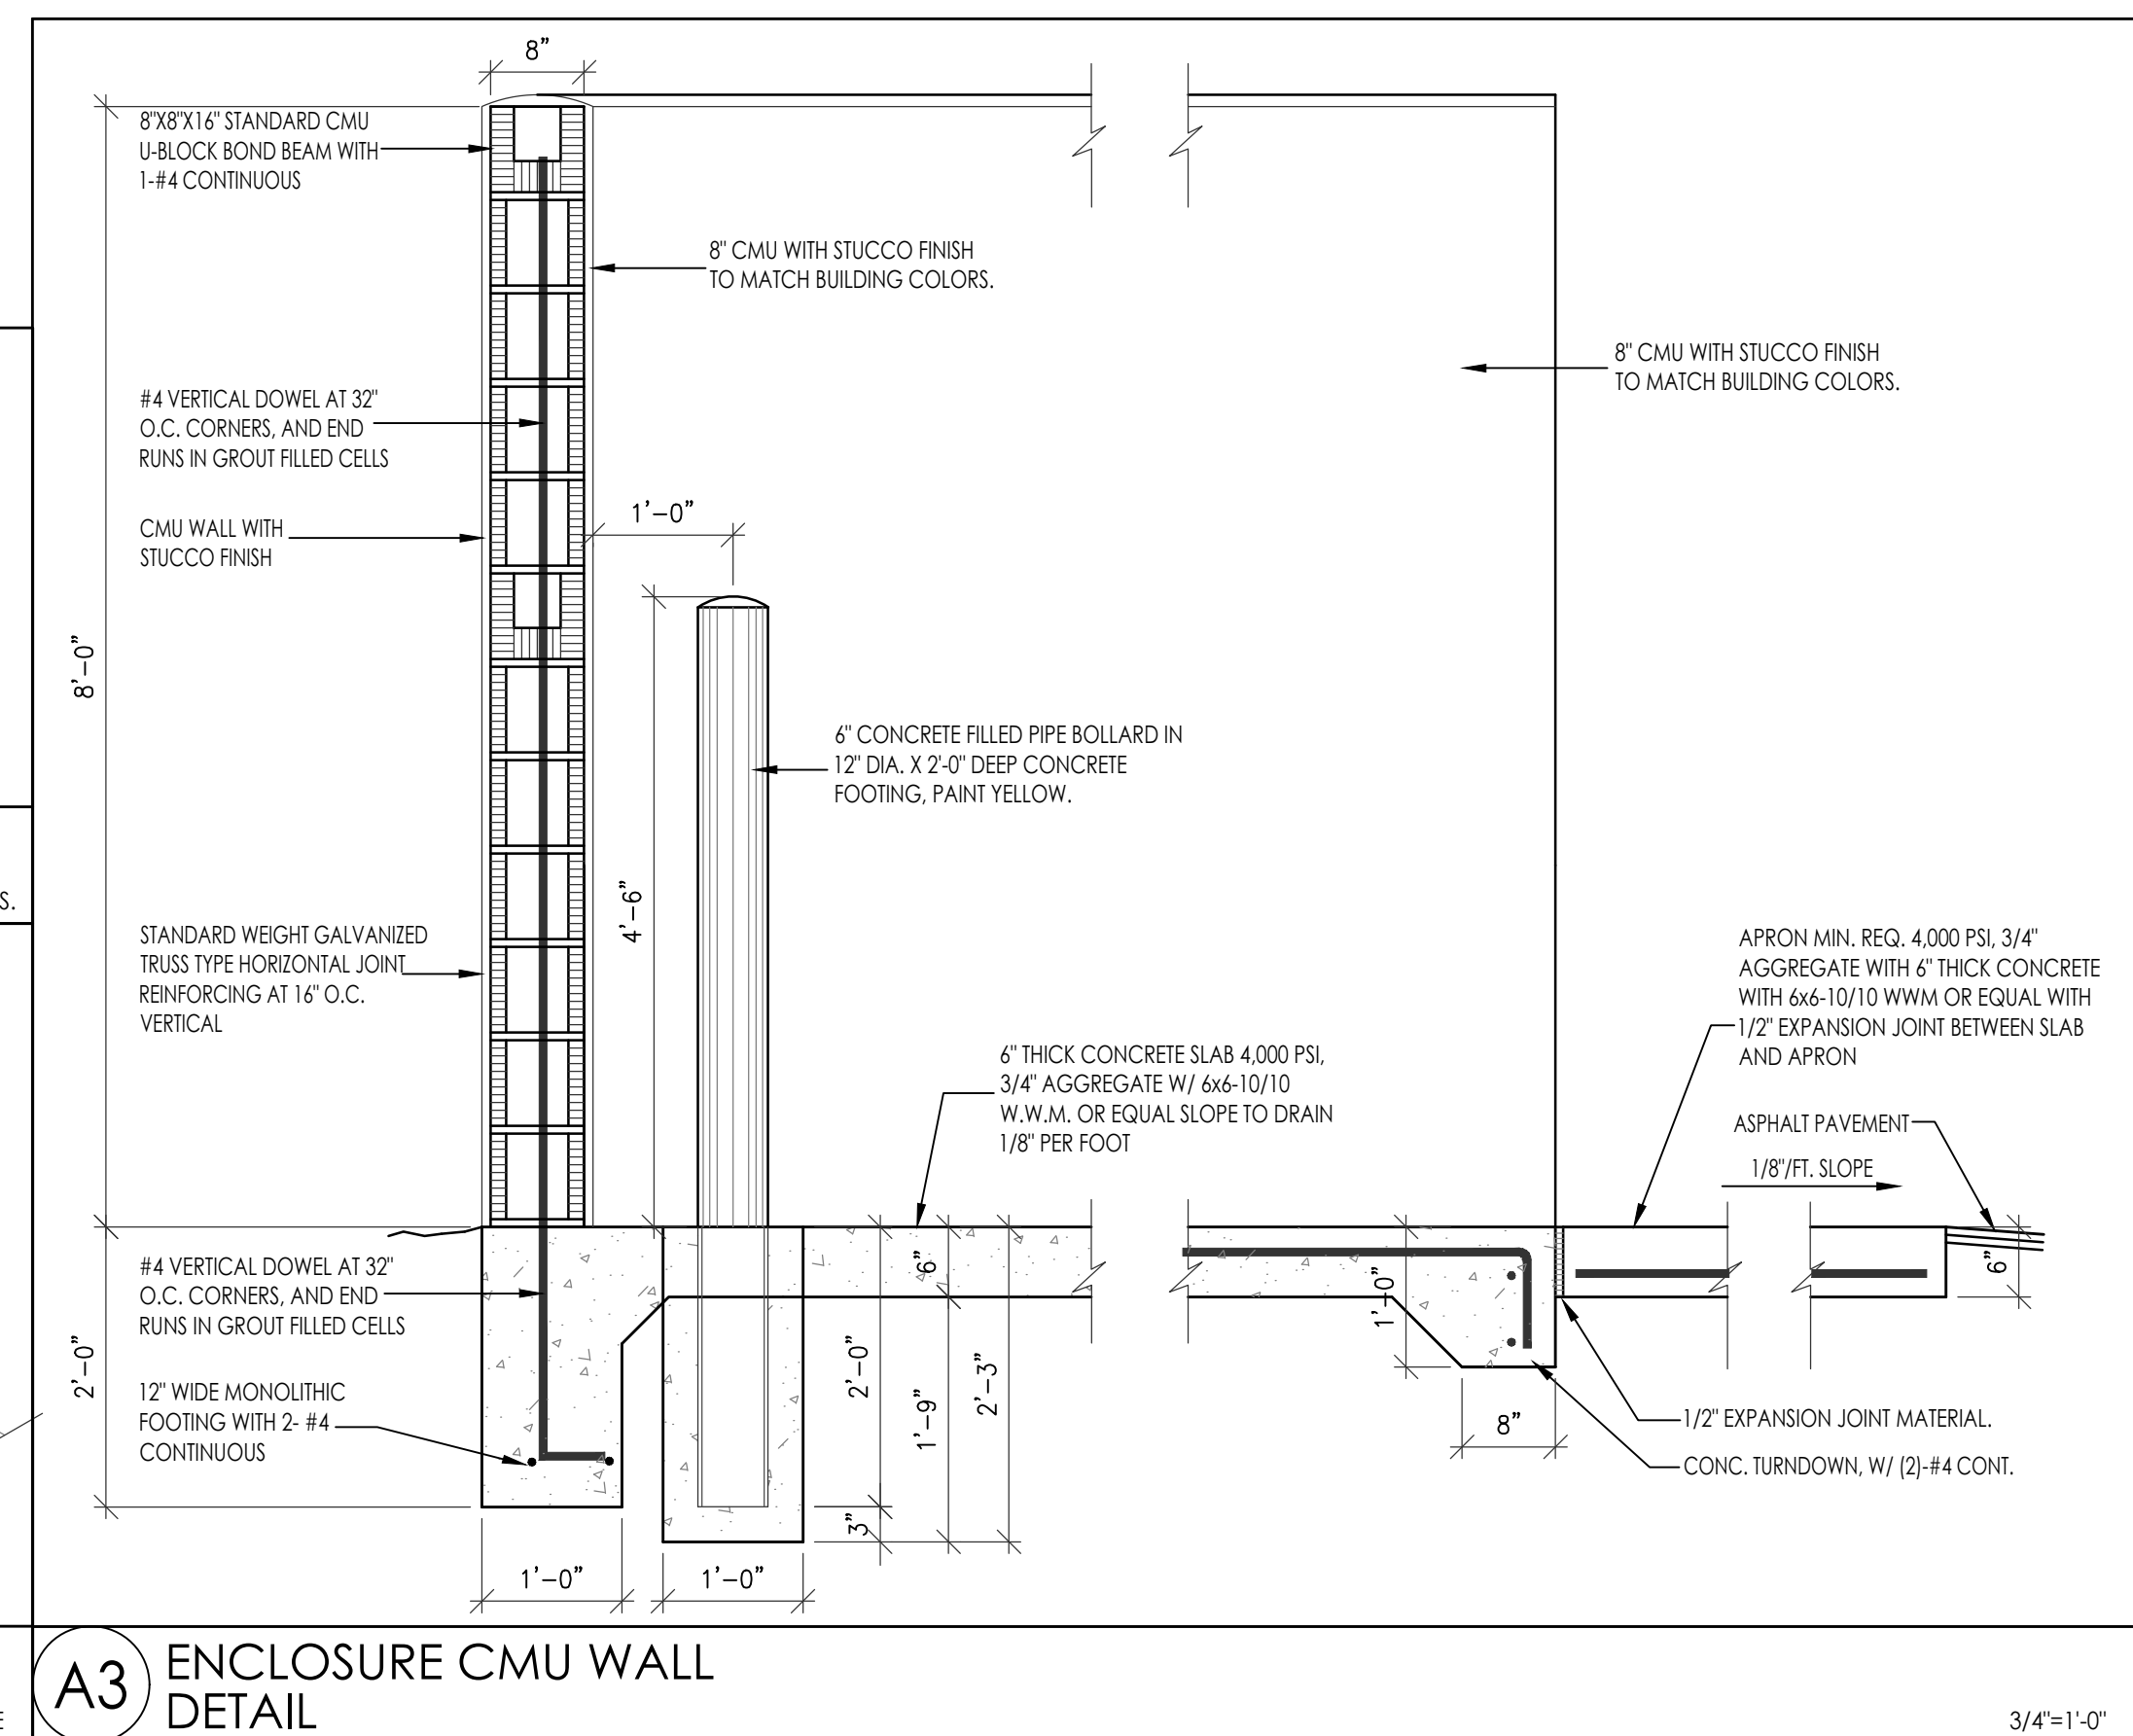 8”
8"X8"X16" STANDARD CMU
U-BLOCK BOND BEAM WITH
1-#4 CONTINUOUS
8" CMU WITH STUCCO FINISH
TO MATCH BUILDING COLORS.
8" CMU WITH STUCCO FINISH
TO MATCH BUILDING COLORS.
#4 VERTICAL DOWEL AT 32"
O.C. CORNERS, AND END
RUNS IN GROUT FILLED CELLS
1’–0”
CMU WALL WITH
STUCCO FINISH
8’–0”
6" CONCRETE FILLED PIPE BOLLARD IN
12" DIA. X 2'-0" DEEP CONCRETE
FOOTING, PAINT YELLOW.
4’–6”
S.
STANDARD WEIGHT GALVANIZED
TRUSS TYPE HORIZONTAL JOINT
REINFORCING AT 16" O.C.
VERTICAL
APRON MIN. REQ. 4,000 PSI, 3/4"
AGGREGATE WITH 6" THICK CONCRETE
WITH 6x6-10/10 WWM OR EQUAL WITH
1/2" EXPANSION JOINT BETWEEN SLAB
AND APRON
6" THICK CONCRETE SLAB 4,000 PSI,
3/4" AGGREGATE W/ 6x6-10/10
W.W.M. OR EQUAL SLOPE TO DRAIN
1/8" PER FOOT
ASPHALT PAVEMENT
1/8"/FT. SLOPE
#4 VERTICAL DOWEL AT 32"
O.C. CORNERS, AND END
RUNS IN GROUT FILLED CELLS
6”
1’–0”
6”
2’–0”
12" WIDE MONOLITHIC
FOOTING WITH 2- #4
CONTINUOUS
2’–0”
1’–9”
2’–3”
3”
8”
1/2" EXPANSION JOINT MATERIAL.
CONC. TURNDOWN, W/ (2)-#4 CONT.
1’–0”
1’–0”
A3
ENCLOSURE CMU WALL
DETAIL
E
3/4"=1'-0"